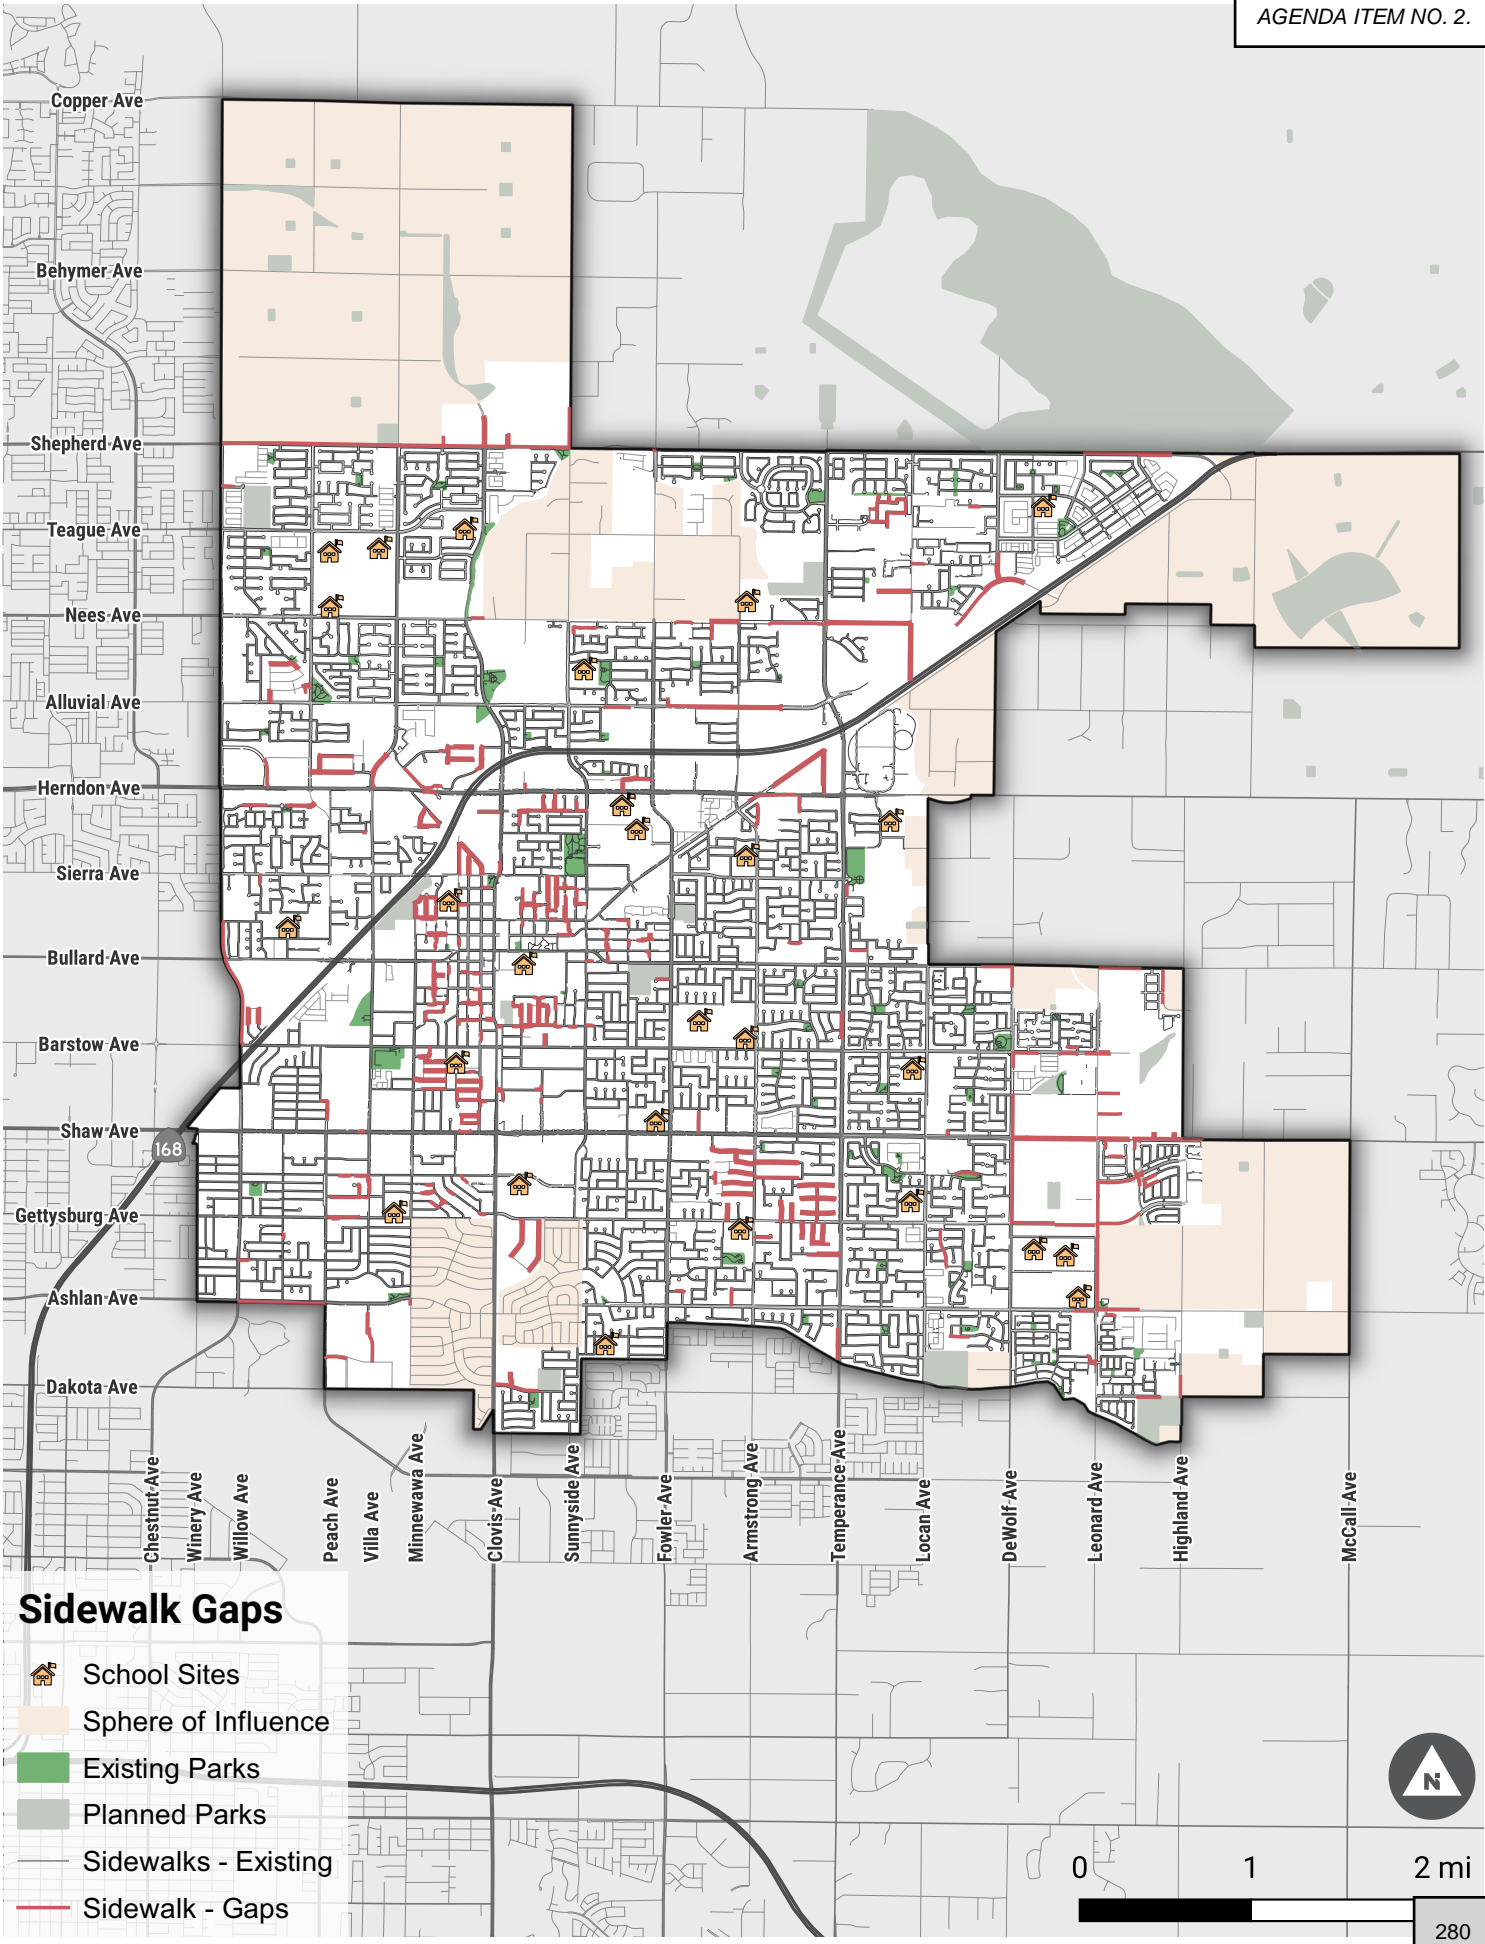 AGENDA ITEM NO. 2.
Copper Ave
Behymer Ave
Shepherd Ave
Teague Ave
Nees Ave
Alluvial Ave
Herndon Ave
Sierra Ave
Bullard Ave
Barstow Ave
Shaw Ave
168
Gettysburg Ave
Ashlan Ave
Dakota Ave
Chestnut Ave
Winery Ave
Willow Ave
Peach Ave
Villa Ave
Minnewawa Ave
Clovis Ave
Sunnyside Ave
Fowler Ave
Armstrong Ave
Temperance Ave
Locan Ave
DeWolf Ave
Leonard Ave
Highland Ave
McCall Ave
Sidewalk Gaps
School Sites
Sphere of Influence
Existing Parks
Planned Parks
Sidewalks - Existing
Sidewalk - Gaps
N
0 1 2 mi
280